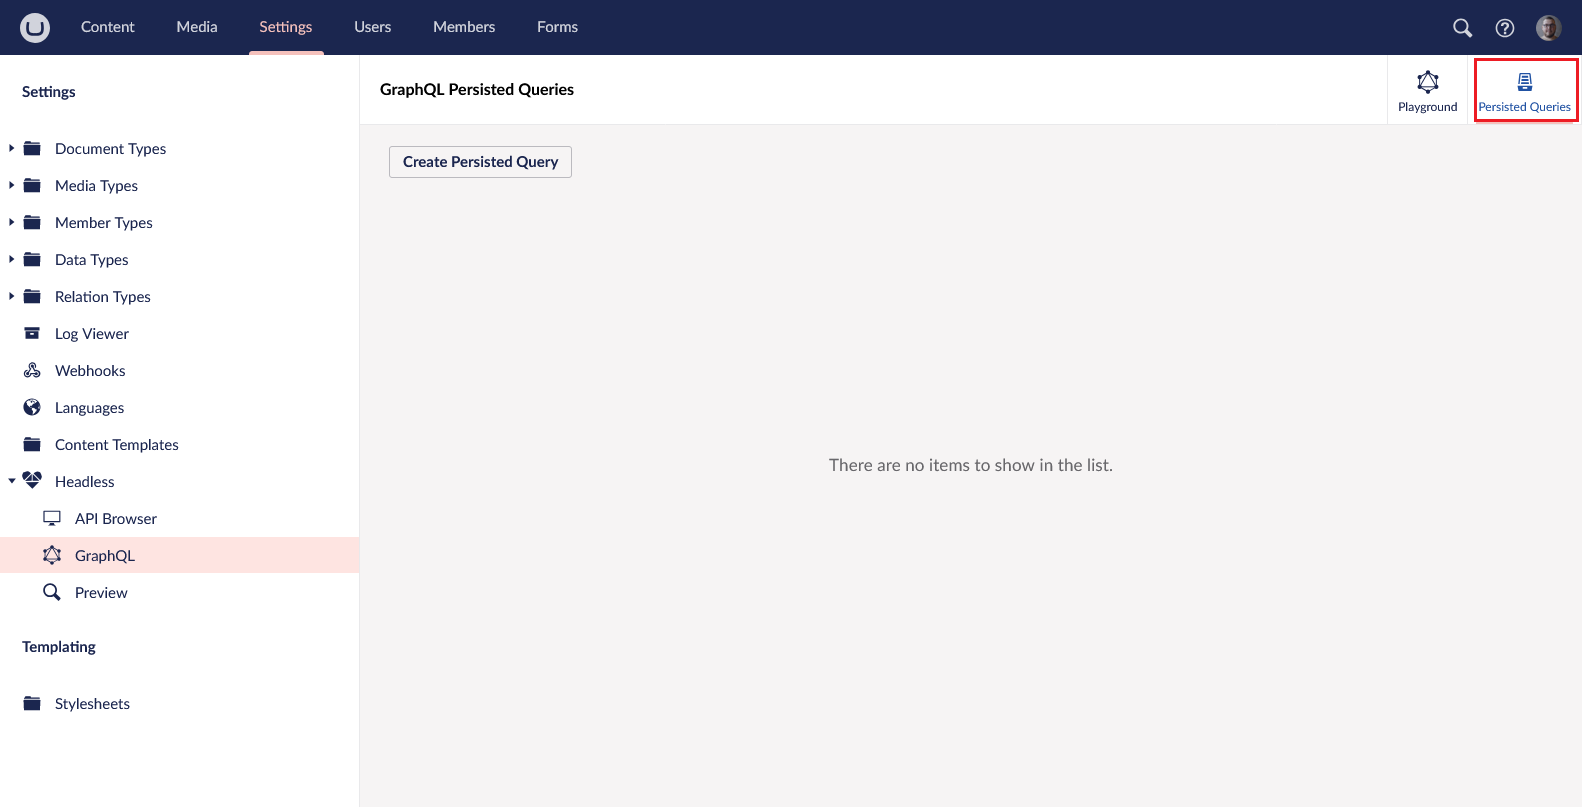 Content
Media
Settings
Users
Members
Forms
Settings
Document Types
Media Types
Member Types
Data Types
Relation Types
Log Viewer
Webhooks
Languages
Content Templates
Headless
API Browser
GraphQL
Preview
Templating
Stylesheets
GraphQL Persisted Queries
Playground
Persisted Queries
Create Persisted Query
There are no items to show in the list.